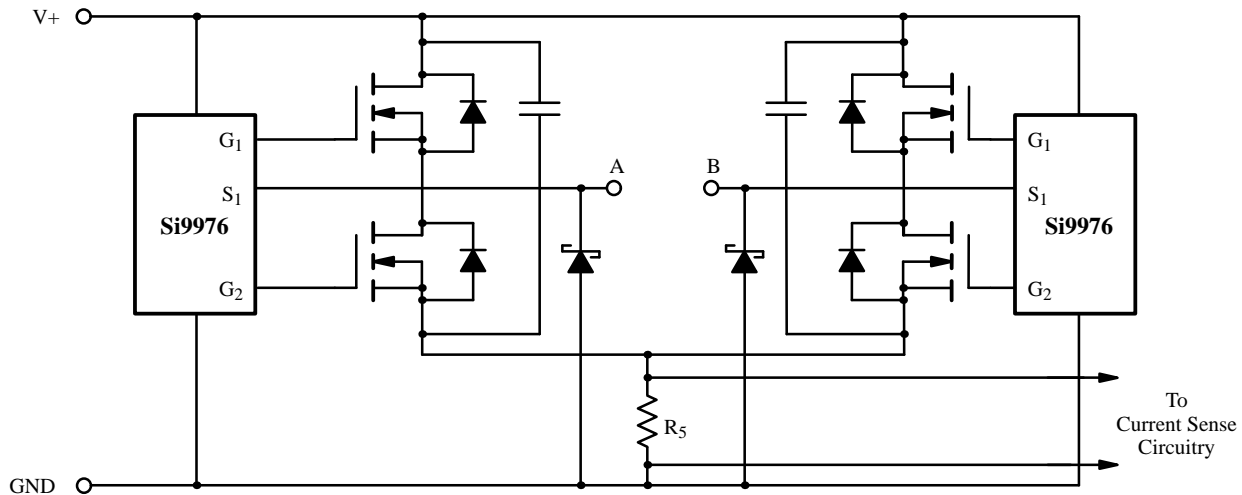 V+
G1
S1
Si9976
G2
A
B
G1
S1
Si9976
G2
R5
To
Current Sense
Circuitry
GND